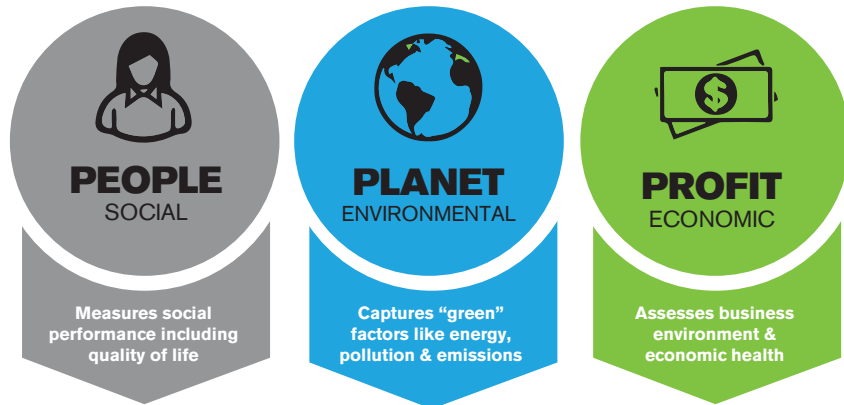 PEOPLE
SOCIAL
Measures social
performance including
quality of life
PLANET
ENVIRONMENTAL
Captures “green”
factors like energy,
pollution & emissions
$
PROFIT
ECONOMIC
Assesses business
environment &
economic health